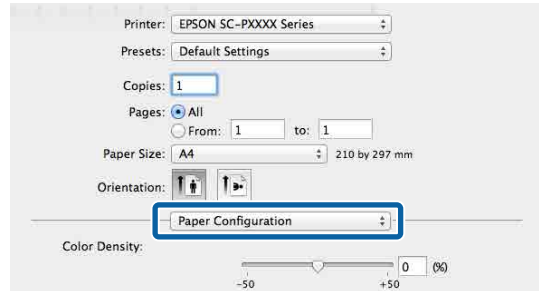 Printer: EPSON SC-PXXXX Series
Presets: Default Settings
Copies: 1
Pages: All
From: 1 to: 1
Paper Size: A4 210 by 297 mm
Orientation:
Paper Configuration
Color Density:
0 (%)
-50 +50